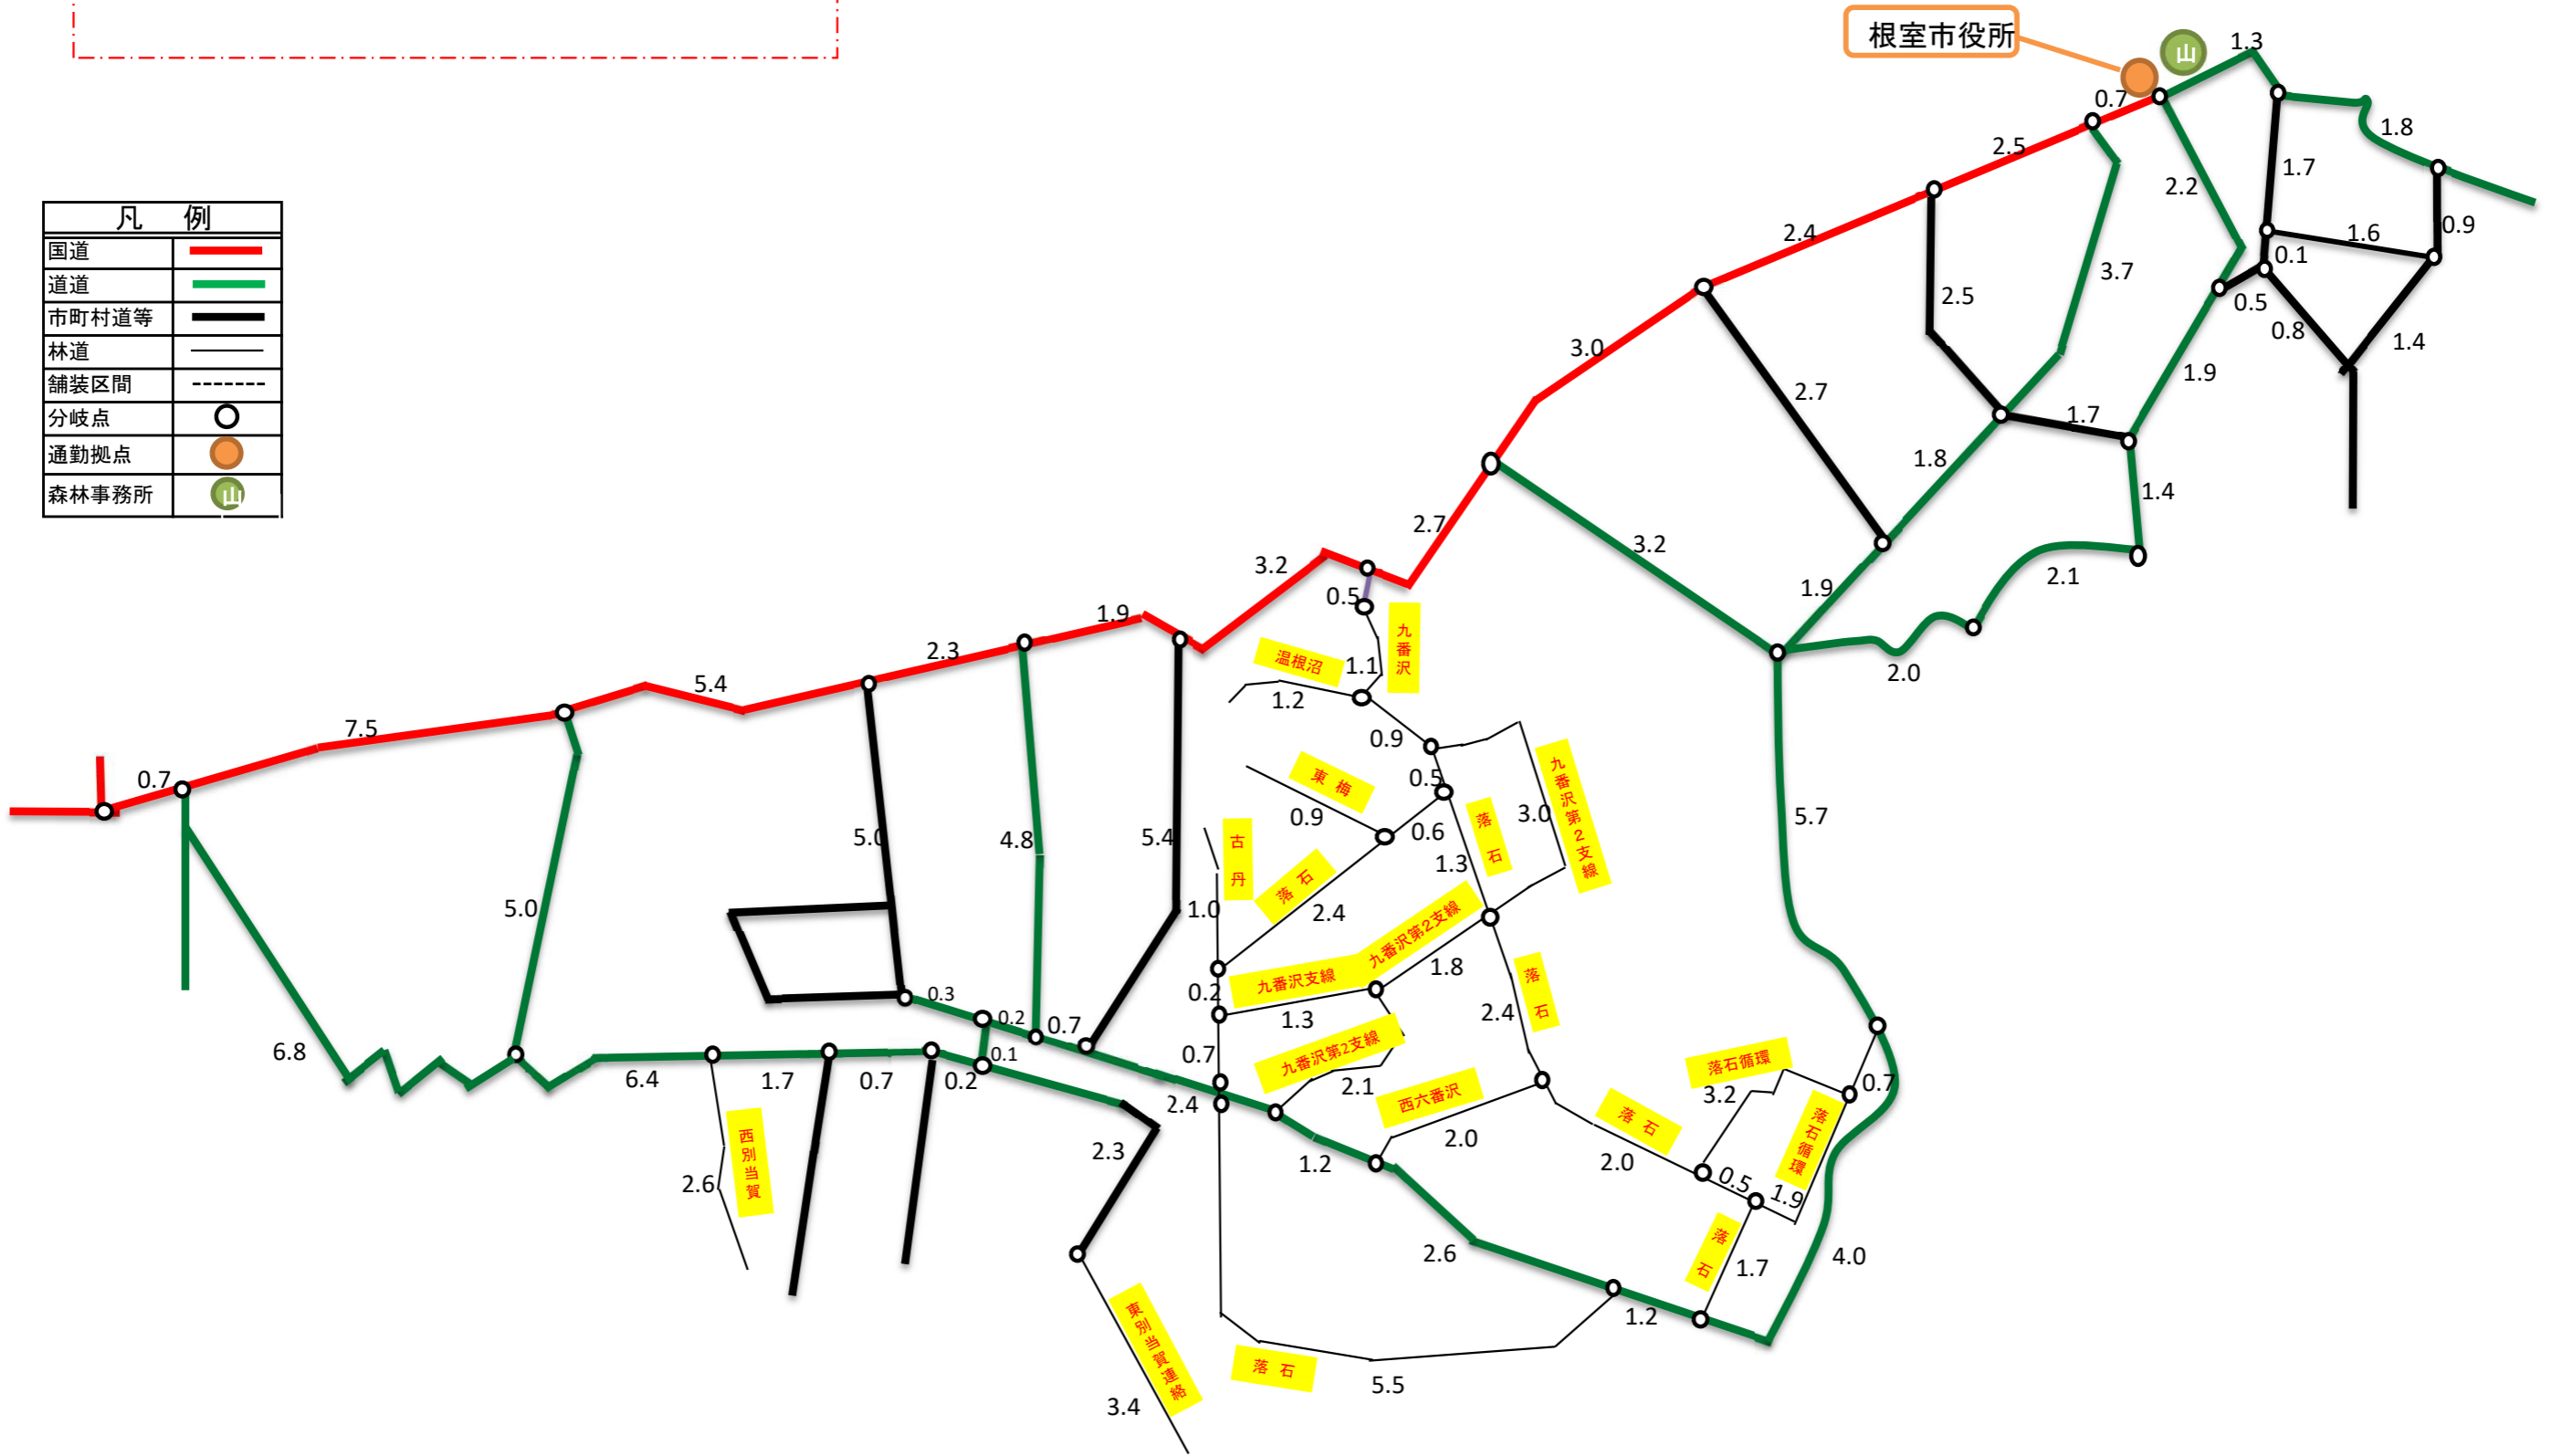 根室市役所
山
1.3
0.7
1.8
2.5
1.7
2.2
0.9
1.6
2.4
0.1
3.7
2.5
0.5
0.8
1.4
3.0
1.9
2.7
1.7
1.8
1.4
凡 例
国道
道道
市町村道等
林道
舗装区間
分岐点
通勤拠点
森林事務所
山
2.7
3.2
3.2
2.1
1.9
0.5
1.9
2.0
九番沢
温根沼
1.1
1.2
2.3
5.4
7.5
0.7
0.9
0.5
東梅
0.9
0.6
落石
3.0
九番沢第2支線
1.3
5.7
5.0
4.8
5.4
古丹
落石
2.4
1.0
5.0
九番沢第2支線
1.8
九番沢支線
0.2
1.3
落石
2.4
0.3
0.2
0.7
0.1
6.8
6.4
1.7
0.7
0.2
0.7
九番沢第2支線
2.1
2.4
西六番沢
2.0
落石循環
3.2
0.7
落石循環
落石
2.0
0.5
1.9
西別当賀
2.6
2.3
1.2
2.6
落石
1.7
4.0
1.2
東別当賀連絡
3.4
落石
5.5